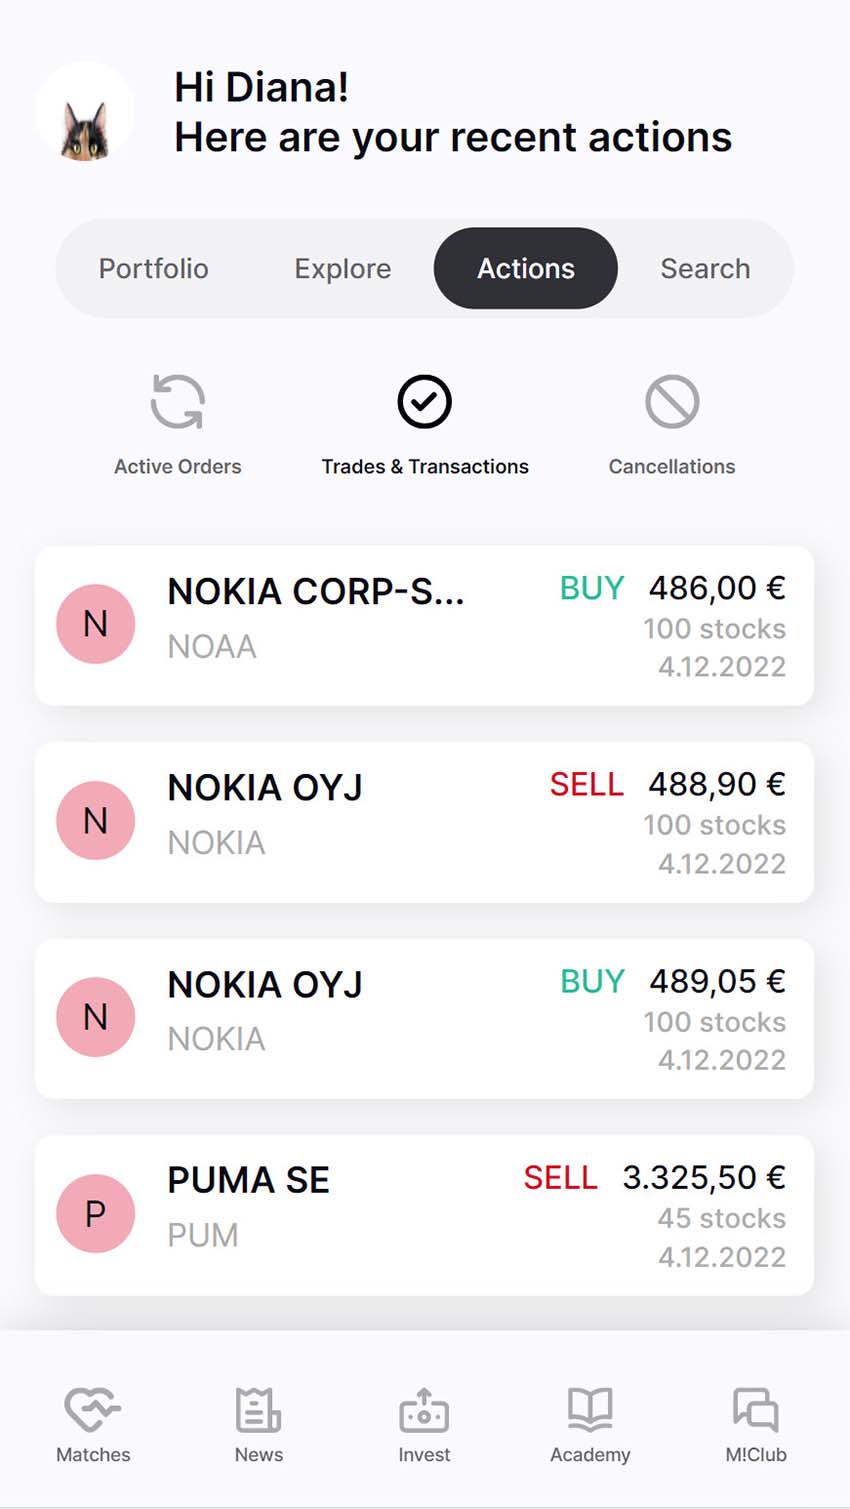 Hi Diana!
Here are your recent actions
Portfolio Explore Actions Search
Active Orders Trades & Transactions Cancellations
N NOKIA CORP-S... BUY 486,00 €
NOAA 100 stocks
4.12.2022
N NOKIA OYJ SELL 488,90 €
NOKIA 100 stocks
4.12.2022
N NOKIA OYJ BUY 489,05 €
NOKIA 100 stocks
4.12.2022
P PUMA SE SELL 3.325,50 €
PUM 45 stocks
4.12.2022
Matches News Invest Academy M!Club